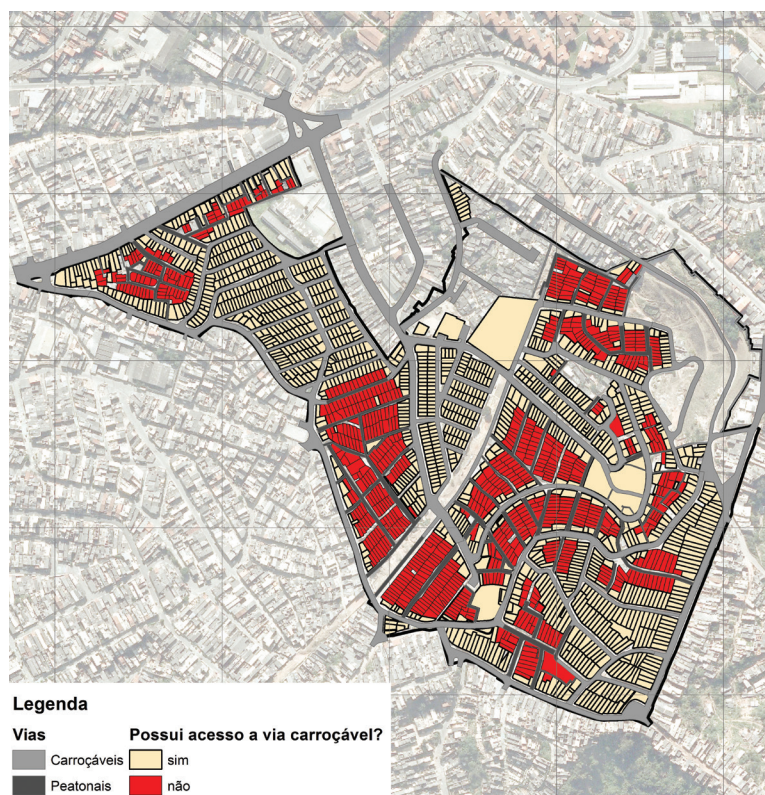 Legenda
Vias
Possui acesso a via carroçável?
Carroçáveis
sim
Peatonais
não